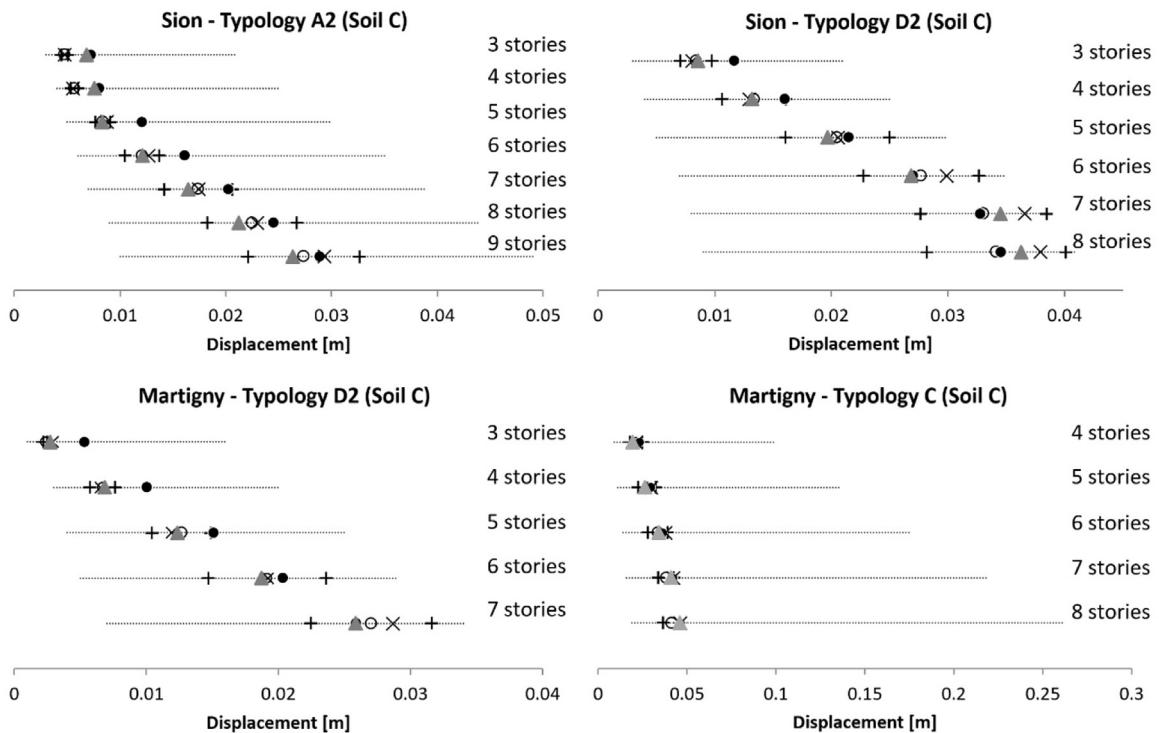 Sion - Typology A2 (Soil C)
3 stories
4 stories
5 stories
6 stories
7 stories
8 stories
9 stories
0 0.01 0.02 0.03 0.04 0.05
Displacement [m]
Sion - Typology D2 (Soil C)
3 stories
4 stories
5 stories
6 stories
7 stories
8 stories
0 0.01 0.02 0.03 0.04
Displacement [m]
Martigny - Typology D2 (Soil C)
3 stories
4 stories
5 stories
6 stories
7 stories
0 0.01 0.02 0.03 0.04
Displacement [m]
Martigny - Typology C (Soil C)
4 stories
5 stories
6 stories
7 stories
8 stories
0 0.05 0.1 0.15 0.2 0.25 0.3
Displacement [m]